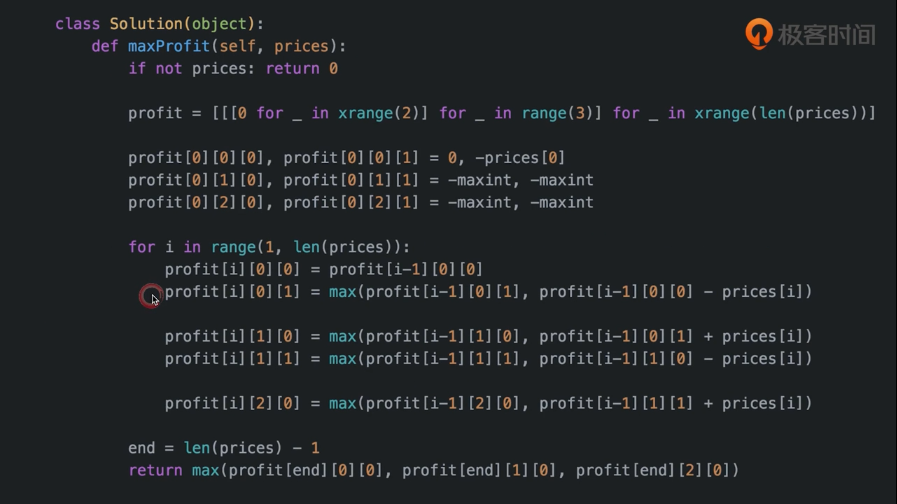 class Solution(object):
极客时间
def maxProfit(self, prices):
if not prices: return 0
profit = [[[0 for _ in xrange(2)] for _ in range(3)] for _ in xrange(len(prices))]
profit[0][0][0], profit[0][0][1] = 0, -prices[0]
profit[0][1][0], profit[0][1][1] = -maxint, -maxint
profit[0][2][0], profit[0][2][1] = -maxint, -maxint
for i in range(1, len(prices)):
profit[i][0][0] = profit[i-1][0][0]
profit[i][0][1] = max(profit[i-1][0][1], profit[i-1][0][0] - prices[i])
profit[i][1][0] = max(profit[i-1][1][0], profit[i-1][0][1] + prices[i])
profit[i][1][1] = max(profit[i-1][1][1], profit[i-1][1][0] - prices[i])
profit[i][2][0] = max(profit[i-1][2][0], profit[i-1][1][1] + prices[i])
end = len(prices) - 1
return max(profit[end][0][0], profit[end][1][0], profit[end][2][0])